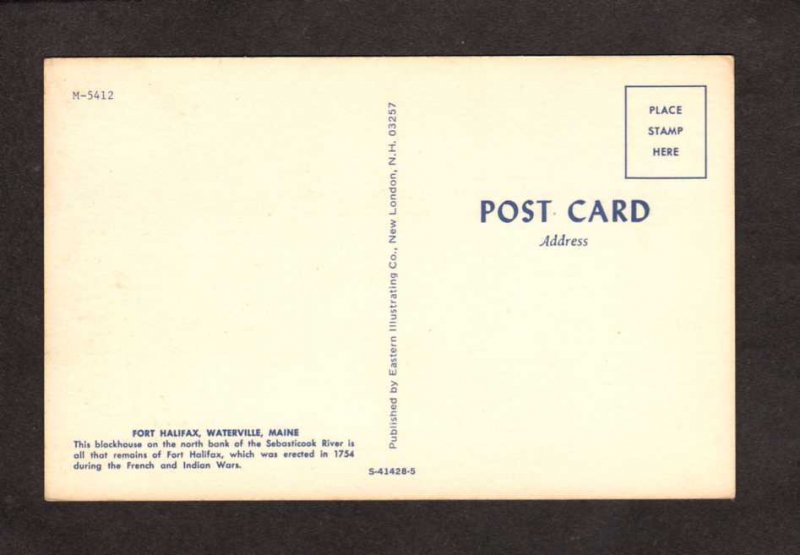 M-5412
FORT HALIFAX, WATERVILLE, MAINE
This blockhouse on the north bank of the Sebasticook River is
all that remains of Fort Halifax, which was erected in 1754
during the French and Indian Wars.
Published by Eastern Illustrating Co., New London, N.H. 03257
S-41428-5
PLACE
STAMP
HERE
POST CARD
Address